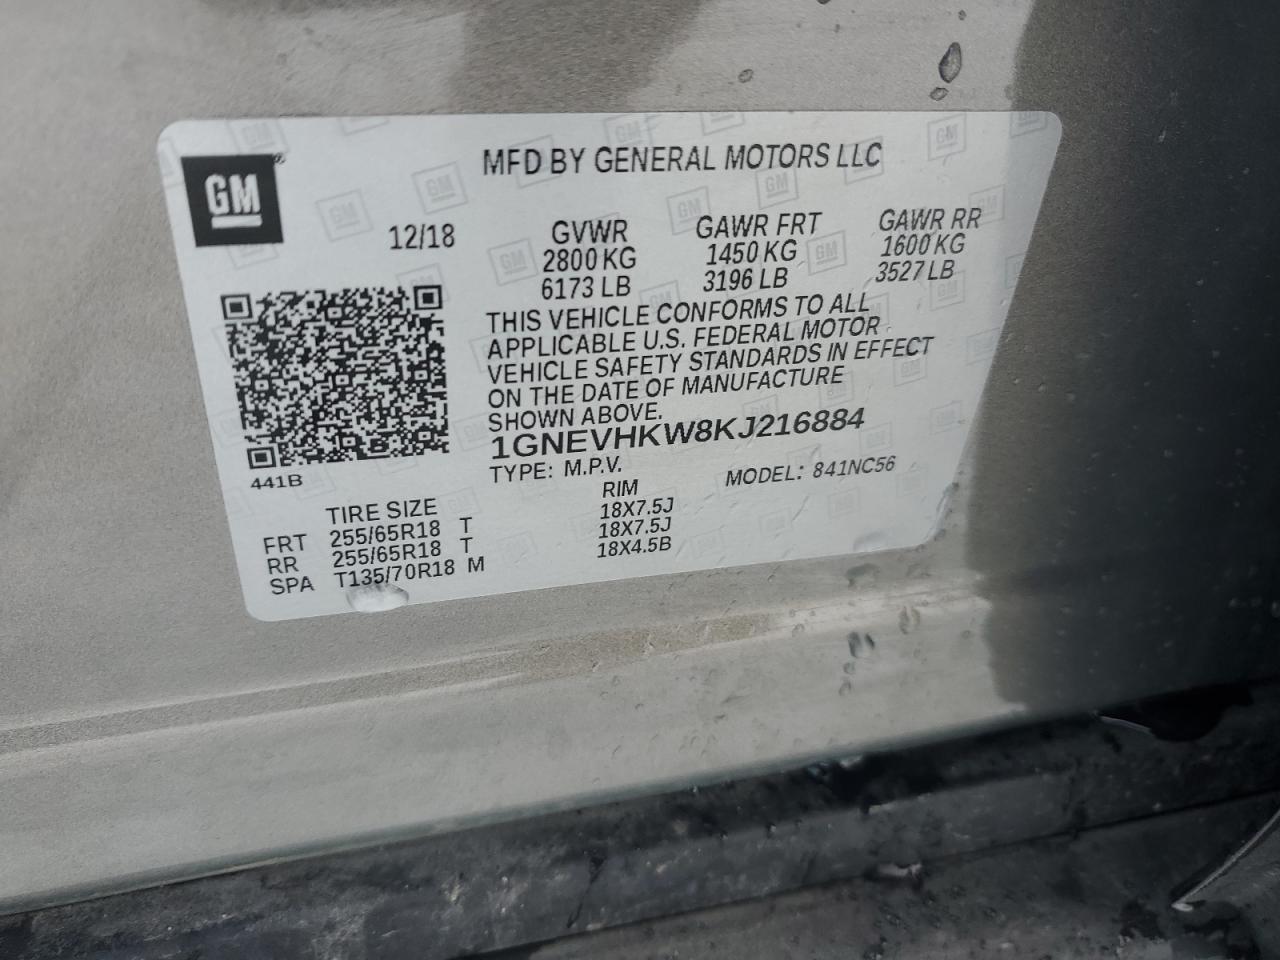 GM
MFD BY GENERAL MOTORS LLC
12/18
GVWR GAWR FRT GAWR RR
2800 KG 1450 KG 1600 KG
6173 LB 3196 LB 3527 LB
THIS VEHICLE CONFORMS TO ALL
APPLICABLE U.S. FEDERAL MOTOR
VEHICLE SAFETY STANDARDS IN EFFECT
ON THE DATE OF MANUFACTURE
SHOWN ABOVE.
1GNEVHKW8KJ216884
TYPE: M.P.V. MODEL: 841NC56
441B
TIRE SIZE RIM
FRT 255/65R18 T 18X7.5J
RR 255/65R18 T 18X7.5J
SPA T135/70R18 M 18X4.5B